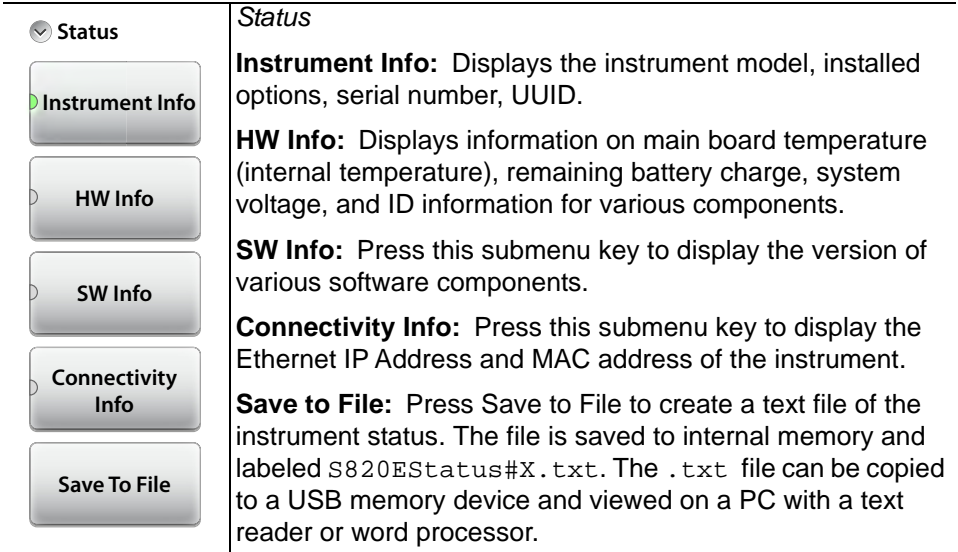 Status
Instrument Info
HW Info
SW Info
Connectivity
Info
Save To File
Status
Instrument Info: Displays the instrument model, installed
options, serial number, UUID.
HW Info: Displays information on main board temperature
(internal temperature), remaining battery charge, system
voltage, and ID information for various components.
SW Info: Press this submenu key to display the version of
various software components.
Connectivity Info: Press this submenu key to display the
Ethernet IP Address and MAC address of the instrument.
Save to File: Press Save to File to create a text file of the
instrument status. The file is saved to internal memory and
labeled S820EStatus#X.txt. The .txt file can be copied
to a USB memory device and viewed on a PC with a text
reader or word processor.